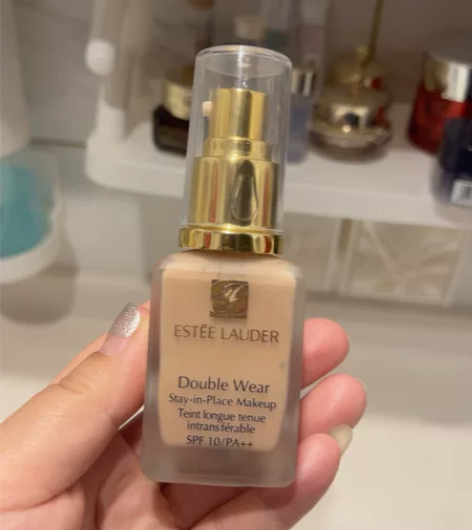 ESTĒE LAUDER
Double Wear
Stay-in-Place Makeup
Teint longue tenue
intransférable
SPF 10/PA++